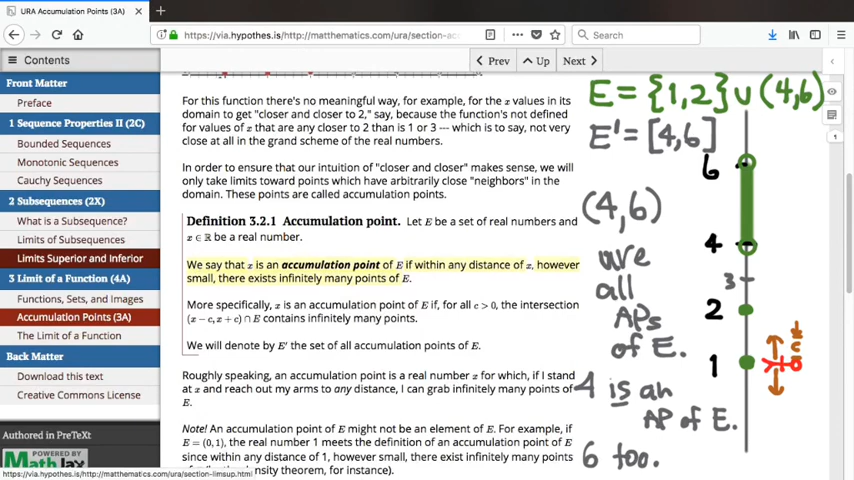 URA Accumulation Points (3A)
https://via.hypothes.is/http://matthematics.com/ura/section-ac
Search
Contents
Prev
Up
Next
Front Matter
Preface
1 Sequence Properties II (2C)
Bounded Sequences
Monotonic Sequences
Cauchy Sequences
2 Subsequences (2X)
What is a Subsequence?
Limits of Subsequences
Limits Superior and Inferior
3 Limit of a Function (4A)
Functions, Sets, and Images
Accumulation Points (3A)
The Limit of a Function
Back Matter
Download this text
Creative Commons License
Authored in PreTeXt
POWERED BY
MathJax
https://via.hypothes.is/http://matthematics.com/ura/section-limsup.html
For this function there's no meaningful way, for example, for the x values in its
domain to get "closer and closer to 2," say, because the function's not defined
for values of x that are any closer to 2 than is 1 or 3 --- which is to say, not very
close at all in the grand scheme of the real numbers.
In order to ensure that our intuition of "closer and closer" makes sense, we will
only take limits toward points which have arbitrarily close "neighbors" in the
domain. These points are called accumulation points.
Definition 3.2.1 Accumulation point. Let E be a set of real numbers and
x ∈ ℝ be a real number.
We say that x is an accumulation point of E if within any distance of x, however
small, there exists infinitely many points of E.
More specifically, x is an accumulation point of E if, for all c > 0, the intersection
(x − c, x + c) ∩ E contains infinitely many points.
We will denote by E′ the set of all accumulation points of E.
Roughly speaking, an accumulation point is a real number x for which, if I stand
at x and reach out my arms to any distance, I can grab infinitely many points of
E.
Note! An accumulation point of E might not be an element of E. For example, if
E = (0,1), the real number 1 meets the definition of an accumulation point of E
since within any distance of 1, however small, there exist infinitely many points
E = {1,2} ∪ (4,6)
E' = [4,6]
(4,6)
are
all
APs
of E.
4 is an
AP of E.
6 too.
6
4
3
2
1
c